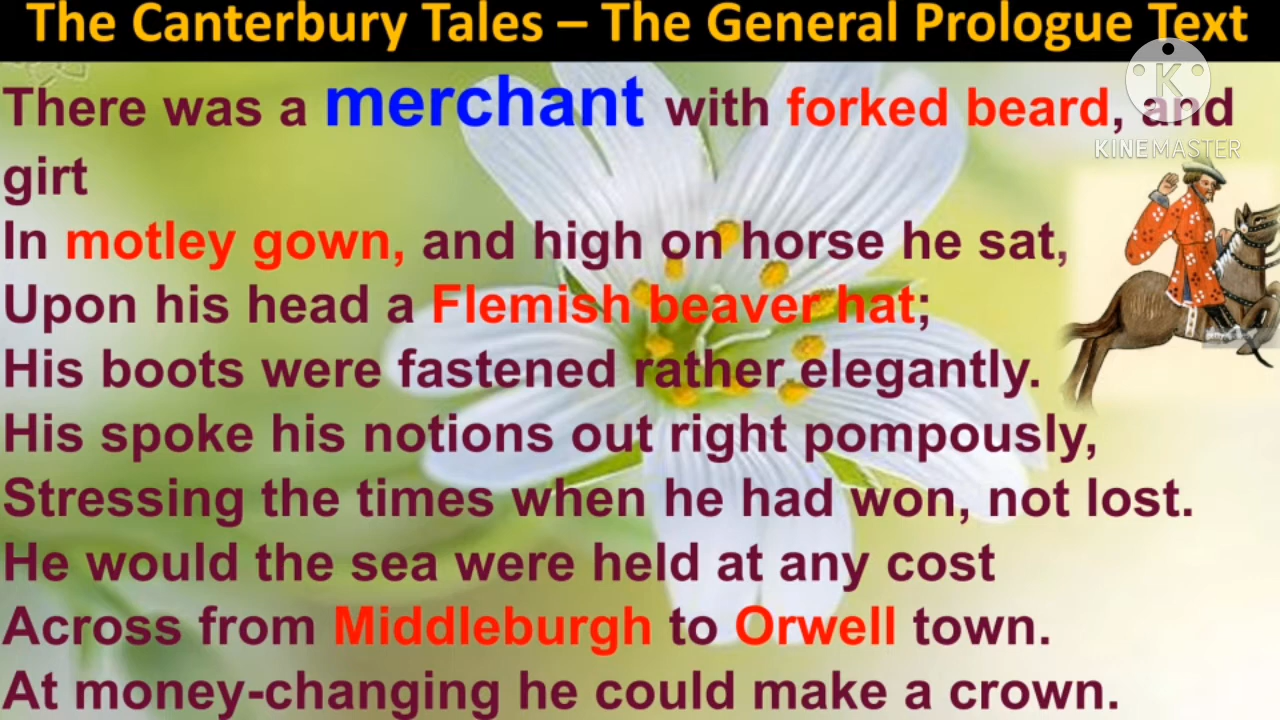 The Canterbury Tales – The General Prologue Text
There was a merchant with forked beard, and
girt
In motley gown, and high on horse he sat,
Upon his head a Flemish beaver hat;
His boots were fastened rather elegantly.
His spoke his notions out right pompously,
Stressing the times when he had won, not lost.
He would the sea were held at any cost
Across from Middleburgh to Orwell town.
At money-changing he could make a crown.
K
KINEMASTER